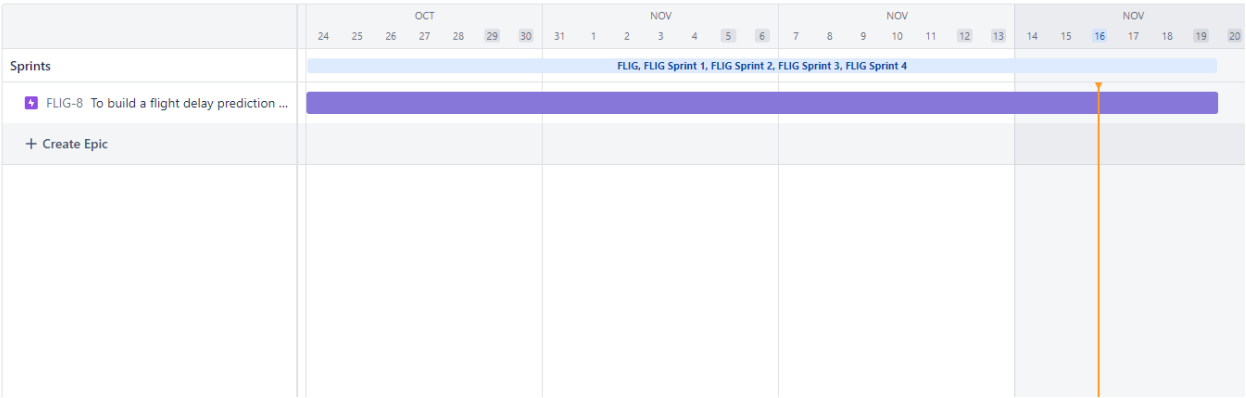 OCT NOV NOV NOV
24 25 26 27 28 29 30 31 1 2 3 4 5 6 7 8 9 10 11 12 13 14 15 16 17 18 19 20
Sprints
FLIG, FLIG Sprint 1, FLIG Sprint 2, FLIG Sprint 3, FLIG Sprint 4
FLIG-8 To build a flight delay prediction ...
+ Create Epic